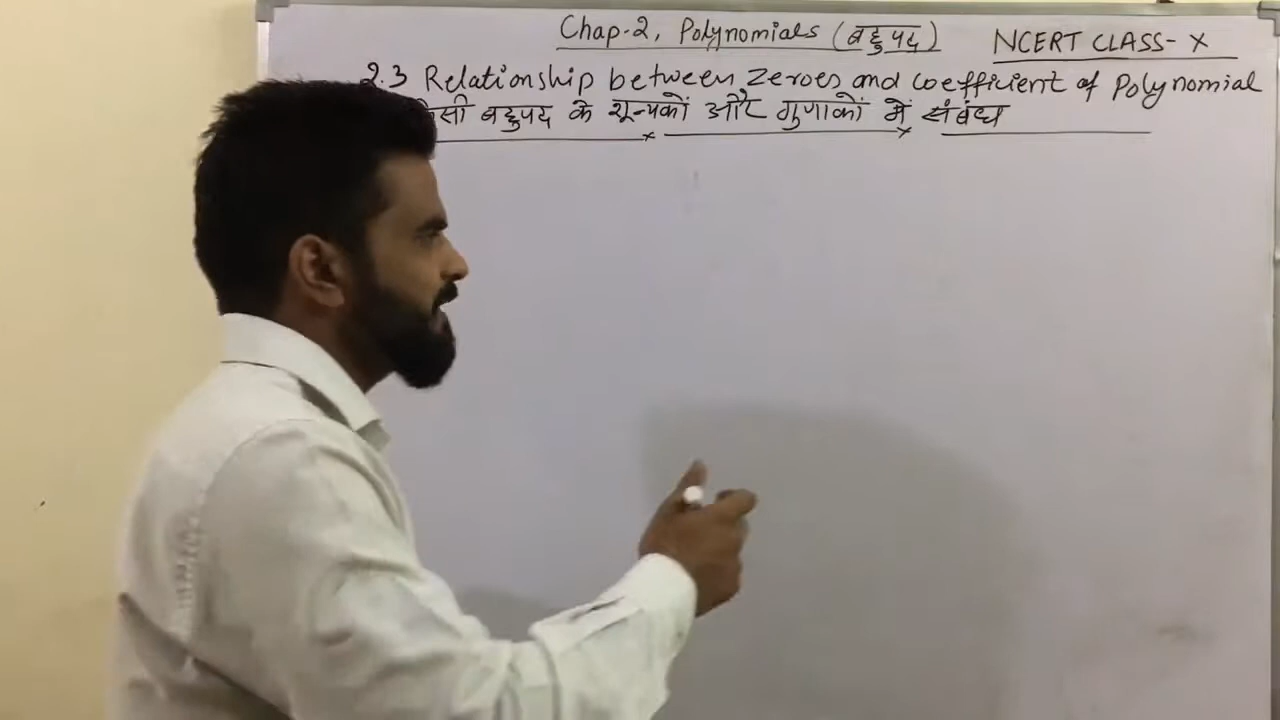 Chap-2, Polynomials (बहुपद)
NCERT CLASS- X
2.3 Relationship between zeroes and coefficient of Polynomial
बहुपद के शून्यकों और गुणाकों में संबंध